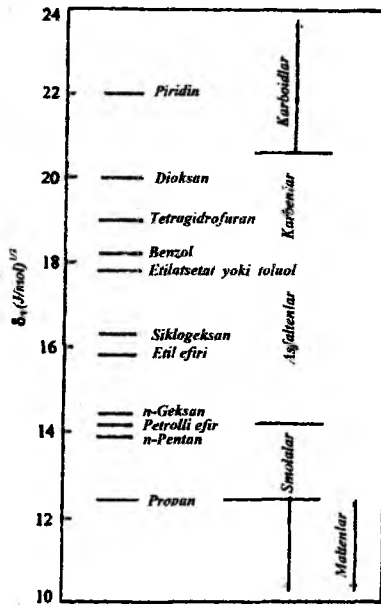 24
22
20
18
16
14
12
10
δτ(J/mol)^1/2
Piridin
Dioksan
Tetragidrofuran
Benzol
Etilatsetat yoki toluol
Siklogeksan
Etil efiri
n-Geksan
Petrolli efir
n-Pentan
Propan
Karboidlar
Karbenlar
Asfaltenlar
Smolalar
Maltenlar